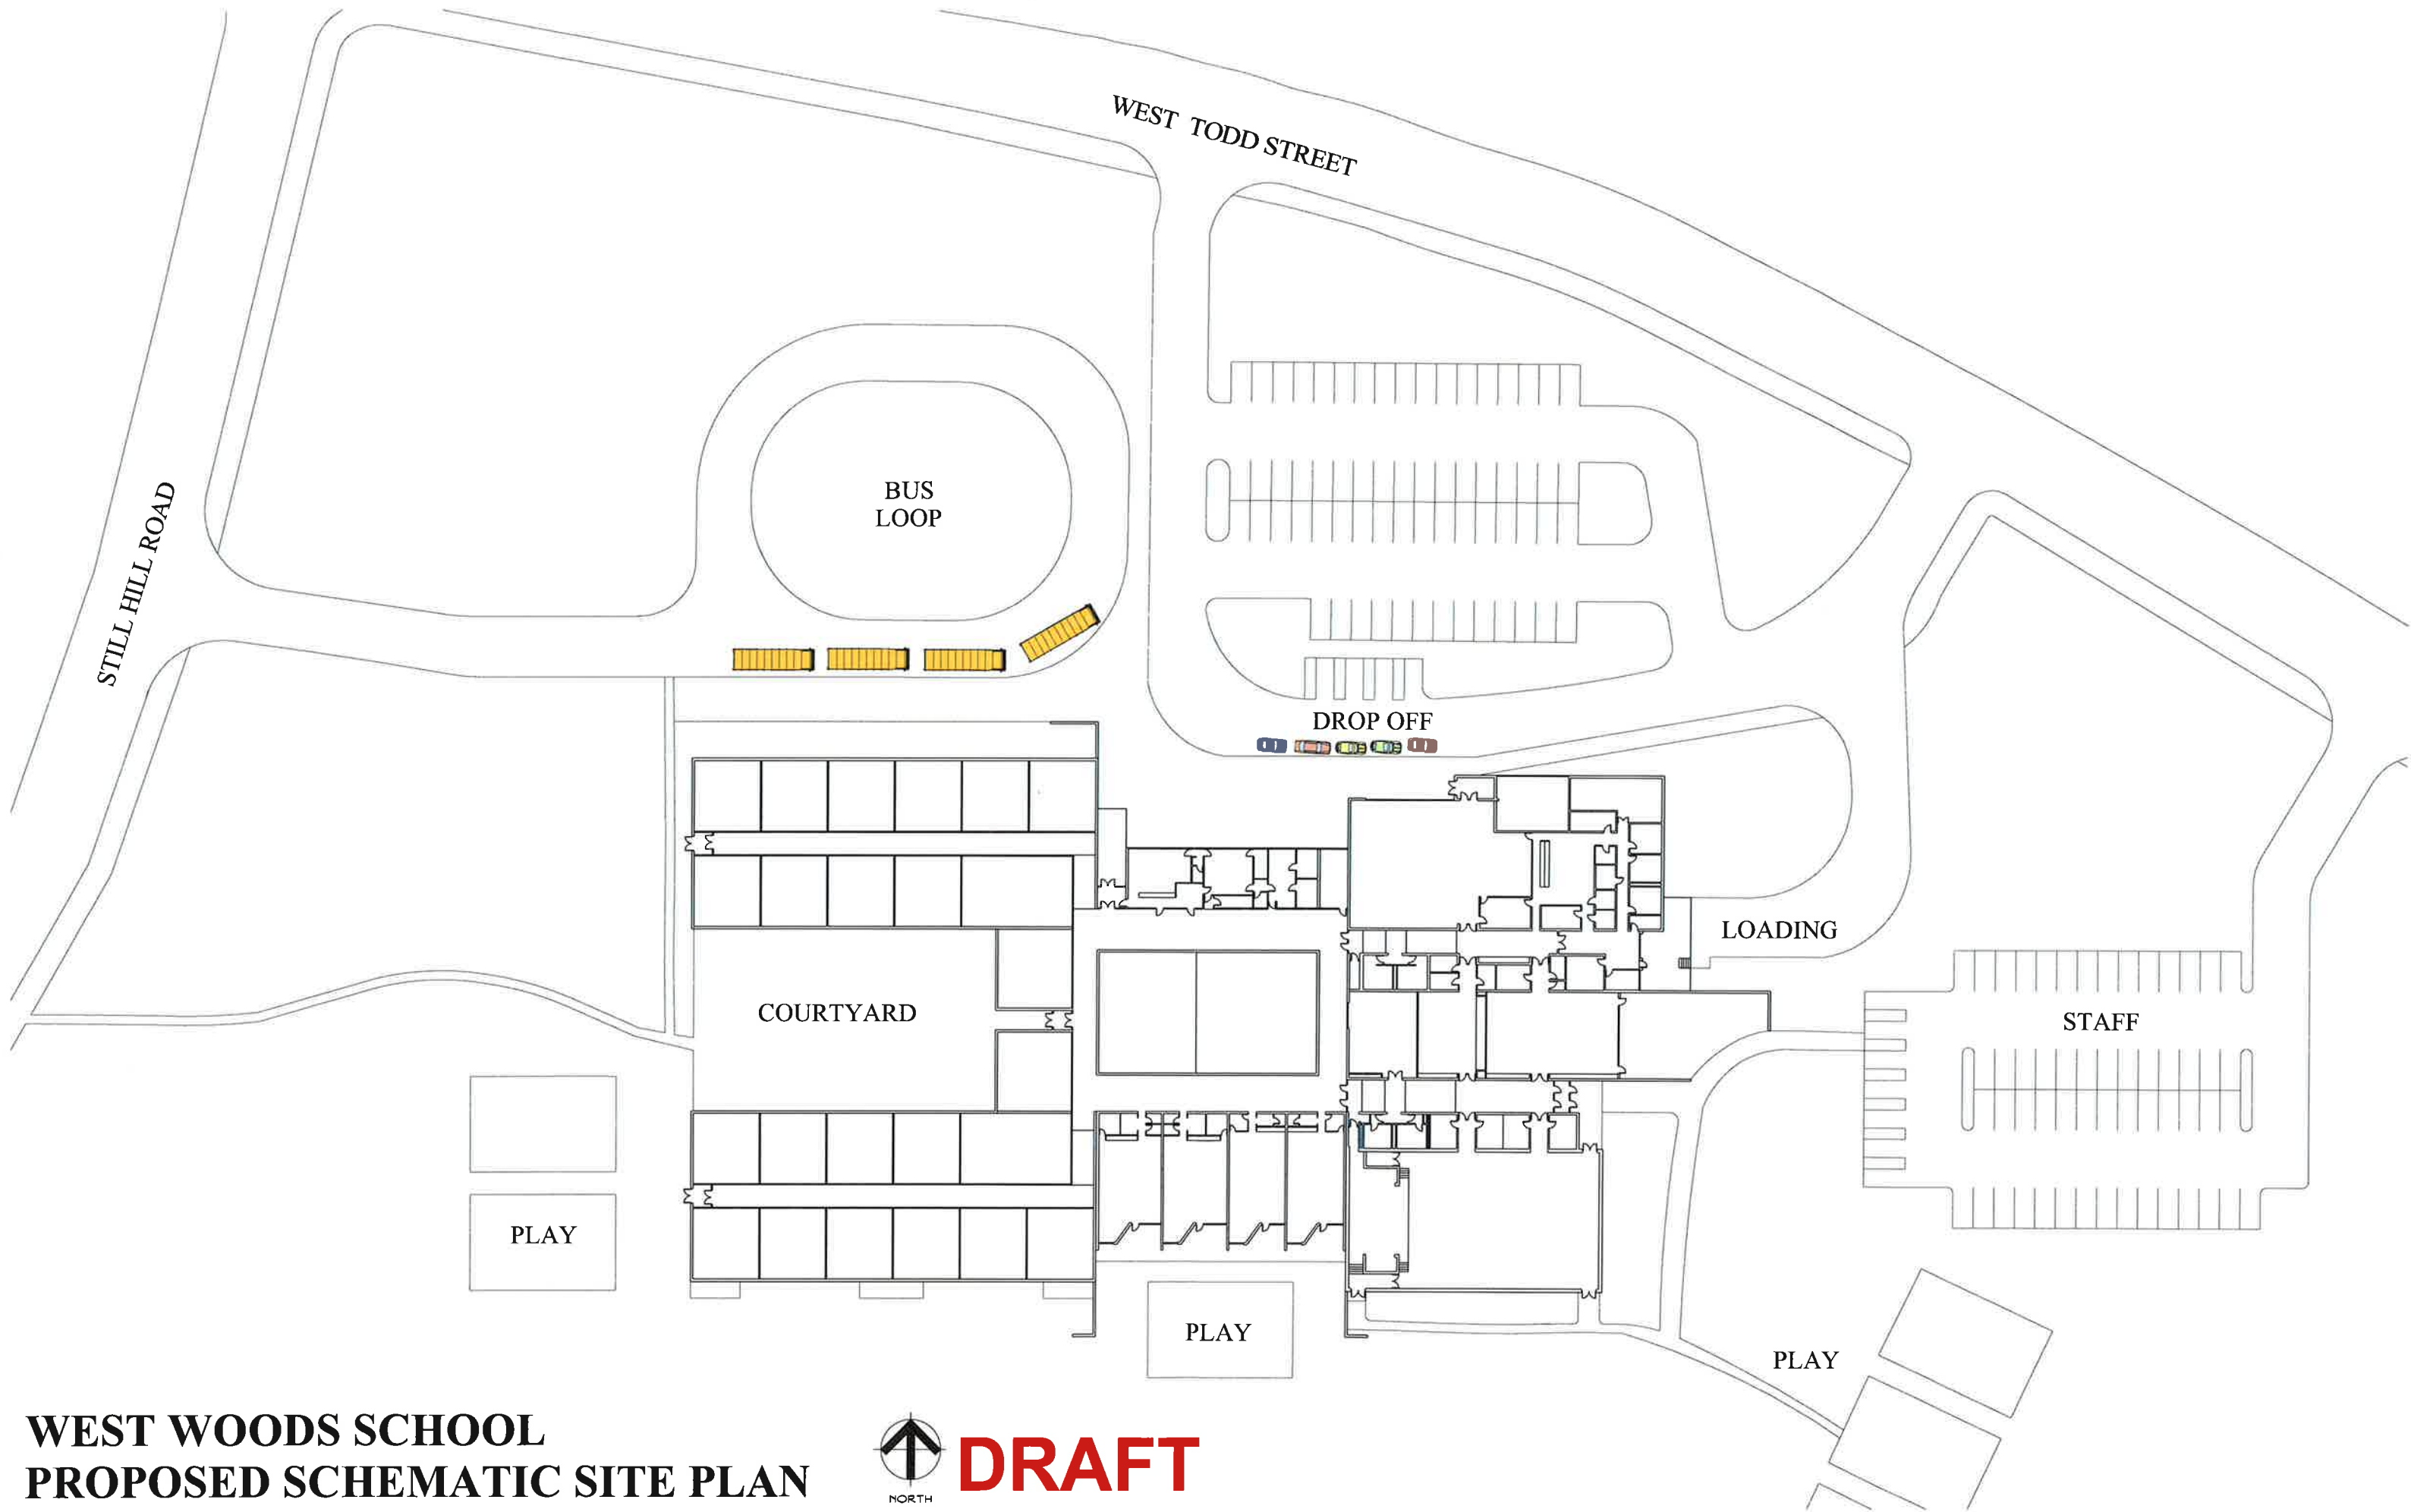 WEST TODD STREET
BUS
LOOP
STILL HILL ROAD
DROP OFF
LOADING
COURTYARD
STAFF
PLAY
PLAY
PLAY
WEST WOODS SCHOOL
PROPOSED SCHEMATIC SITE PLAN
NORTH
DRAFT